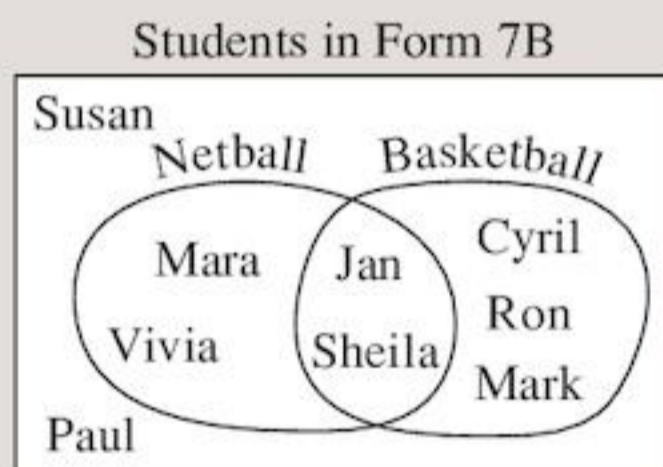 Students in Form 7B
Susan
Netball Basketball
Mara Jan Cyril
Ron
Vivia Sheila
Mark
Paul